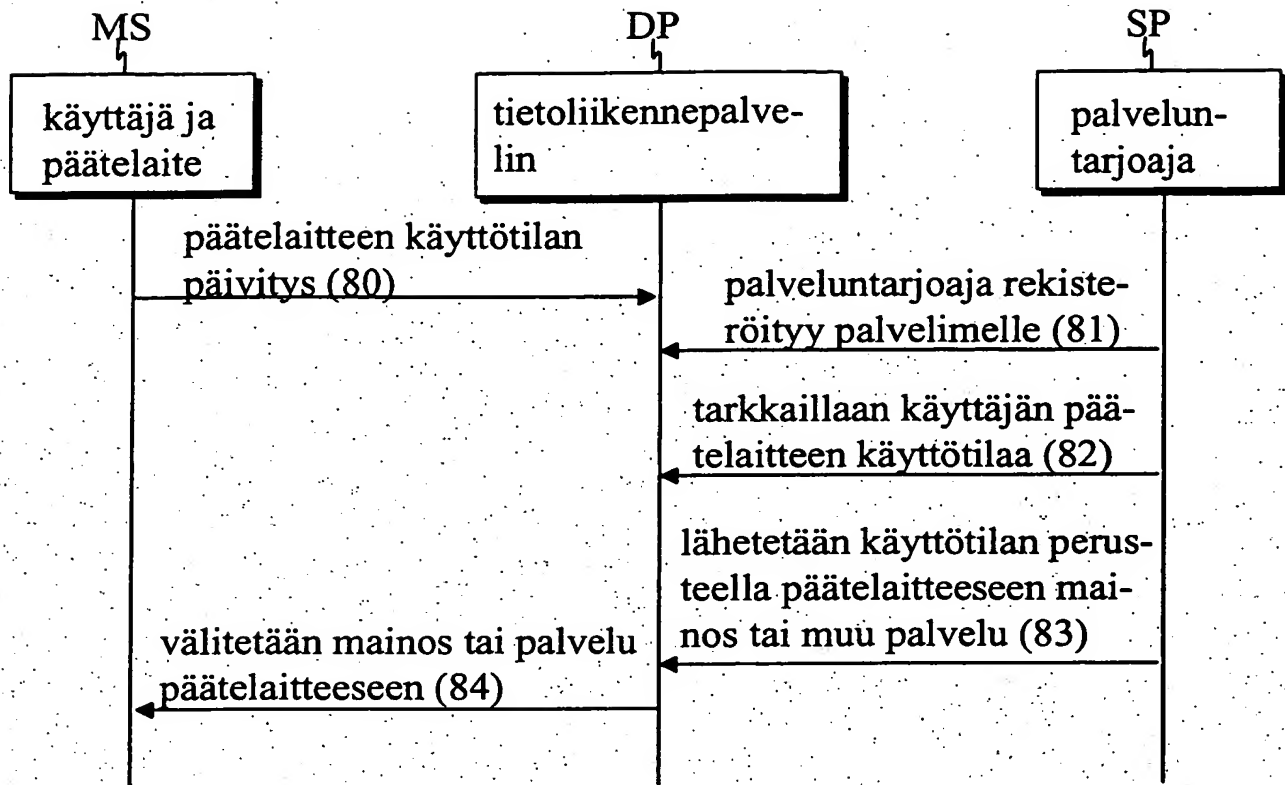 MS
DP
SP
käyttäjä ja
päätelaite
tietoliikennepalve-
lin
palvelun-
tarjoaja
päätelaitteen käyttötilan
päivitys (80)
palveluntarjoaja rekiste-
röityy palvelimelle (81)
tarkkaillaan käyttäjän pää-
telaitteen käyttötilaa (82)
lähetetään käyttötilan perus-
teella päätelaitteeseen mai-
nos tai muu palvelu (83)
välitetään mainos tai palvelu
päätelaitteeseen (84)